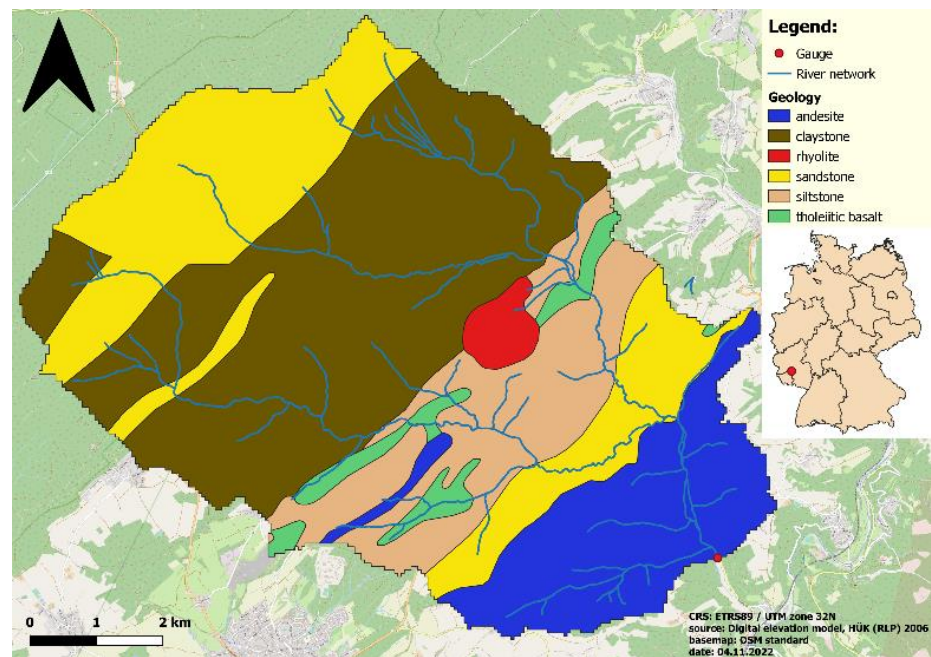 Legend:
Gauge
River network
Geology
andesite
claystone
rhyolite
sandstone
siltstone
tholeiitic basalt
0 1 2 km
CRS: ETRS89 / UTM zone 32N
source: Digital elevation model, HÜK (RLP) 2006
basemap: OSM standard
date: 04.11.2022